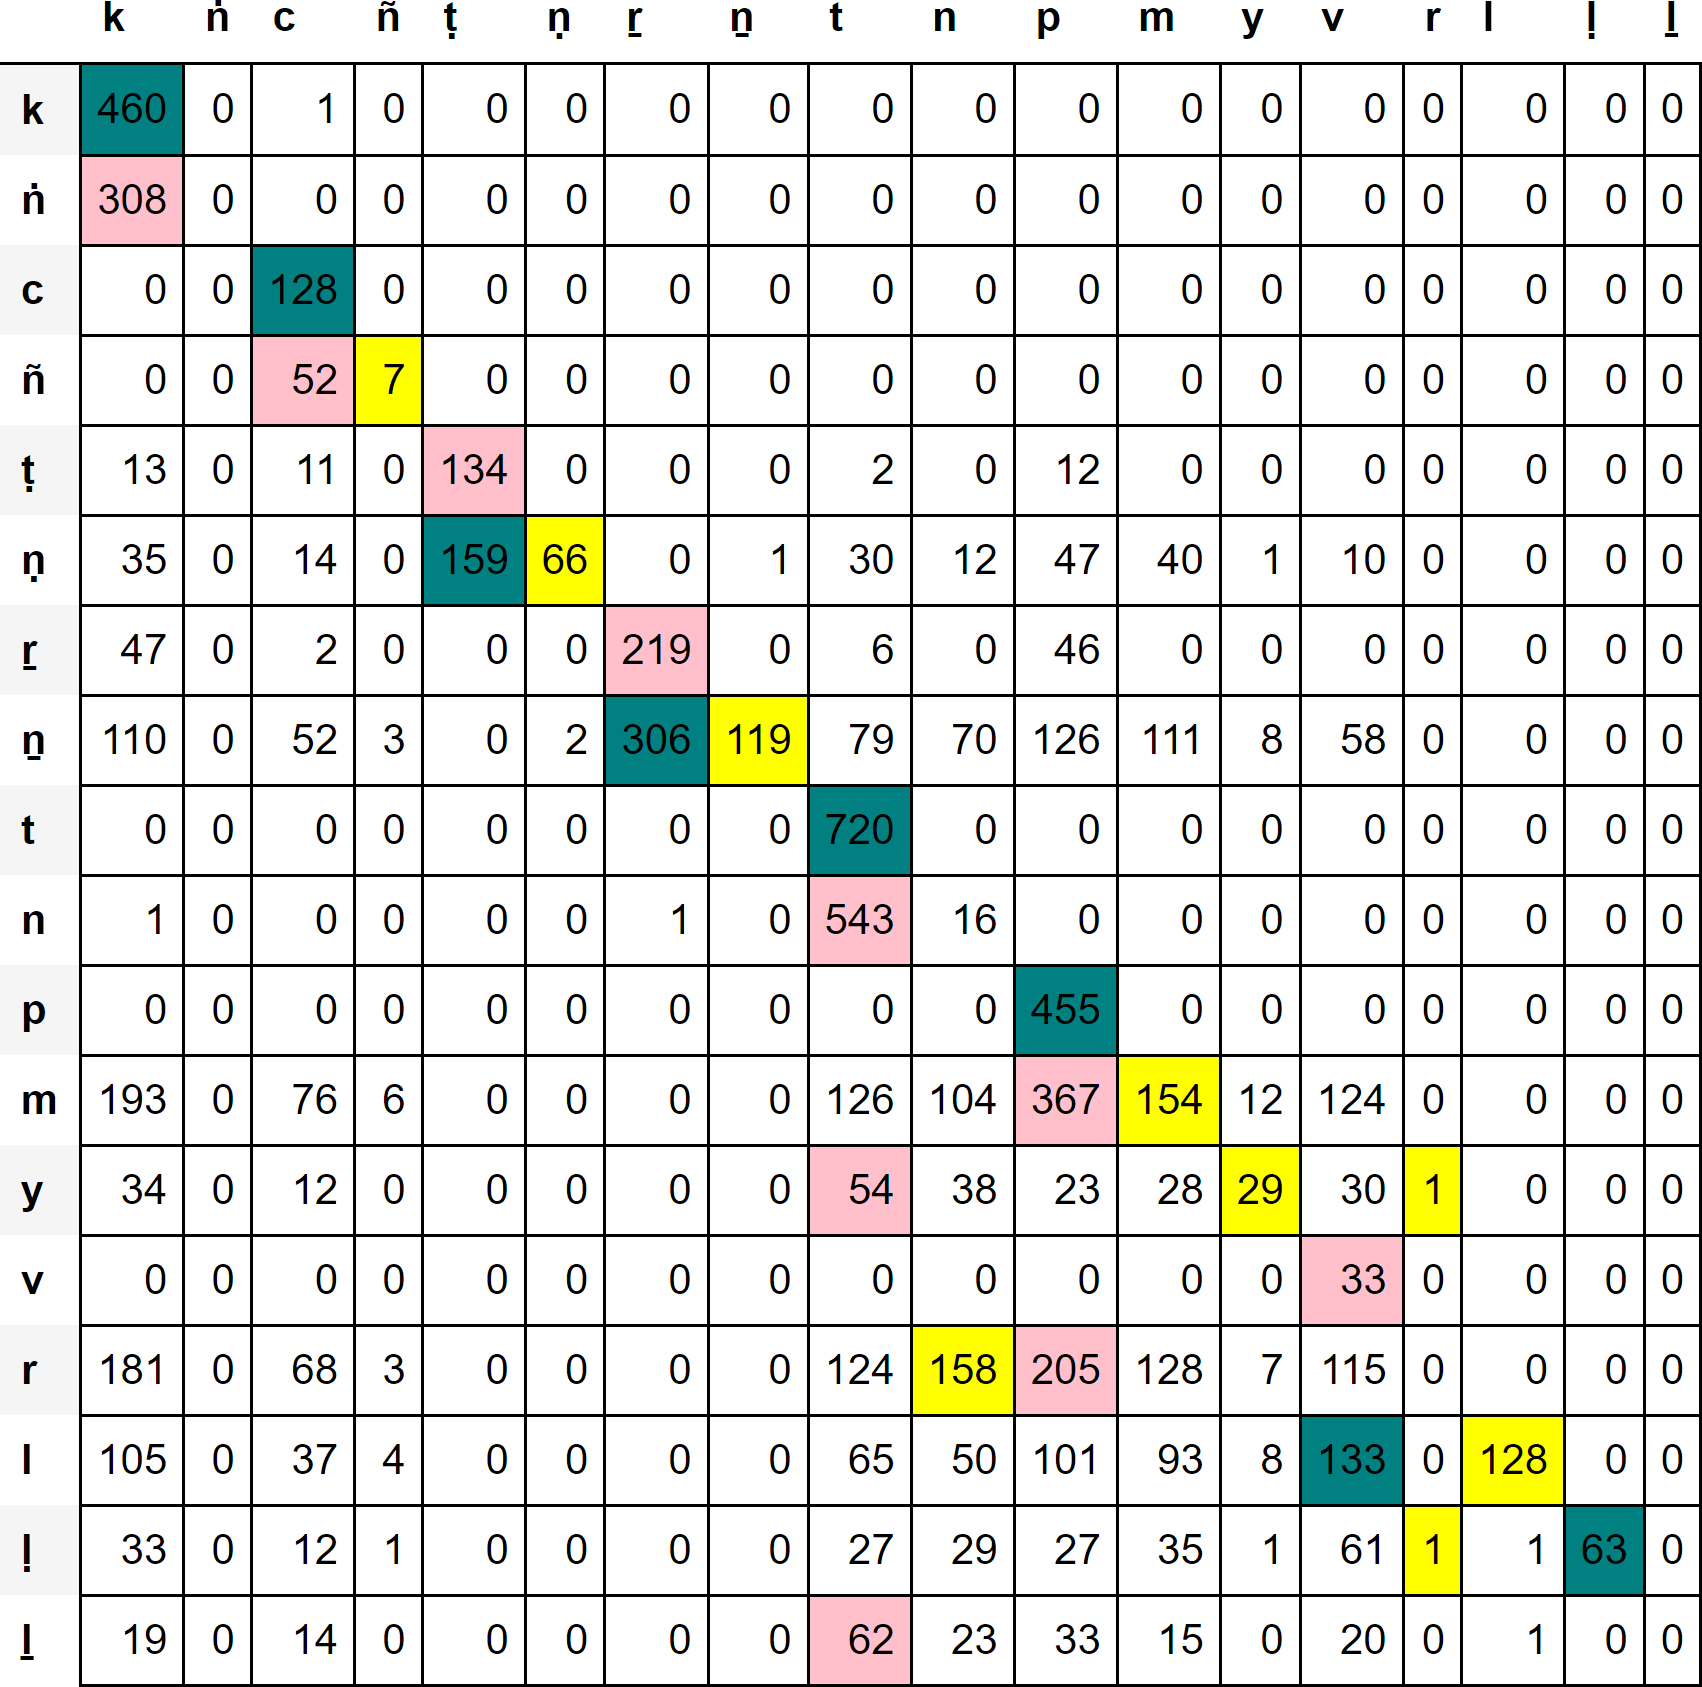 k ṅ c ñ ṭ ṇ ṟ ṉ t n p m y v r l ḷ ḻ
k 460 0 1 0 0 0 0 0 0 0 0 0 0 0 0 0 0 0
ṅ 308 0 0 0 0 0 0 0 0 0 0 0 0 0 0 0 0 0
c 0 0 128 0 0 0 0 0 0 0 0 0 0 0 0 0 0 0
ñ 0 0 52 7 0 0 0 0 0 0 0 0 0 0 0 0 0 0
ṭ 13 0 11 0 134 0 0 0 2 0 12 0 0 0 0 0 0 0
ṇ 35 0 14 0 159 66 0 1 30 12 47 40 1 10 0 0 0 0
ṟ 47 0 2 0 0 0 219 0 6 0 46 0 0 0 0 0 0 0
ṉ 110 0 52 3 0 2 306 119 79 70 126 111 8 58 0 0 0 0
t 0 0 0 0 0 0 0 0 720 0 0 0 0 0 0 0 0 0
n 1 0 0 0 0 0 1 0 543 16 0 0 0 0 0 0 0 0
p 0 0 0 0 0 0 0 0 0 0 455 0 0 0 0 0 0 0
m 193 0 76 6 0 0 0 0 126 104 367 154 12 124 0 0 0 0
y 34 0 12 0 0 0 0 0 54 38 23 28 29 30 1 0 0 0
v 0 0 0 0 0 0 0 0 0 0 0 0 0 33 0 0 0 0
r 181 0 68 3 0 0 0 0 124 158 205 128 7 115 0 0 0 0
l 105 0 37 4 0 0 0 0 65 50 101 93 8 133 0 128 0 0
ḷ 33 0 12 1 0 0 0 0 27 29 27 35 1 61 1 1 63 0
ḻ 19 0 14 0 0 0 0 0 62 23 33 15 0 20 0 1 0 0